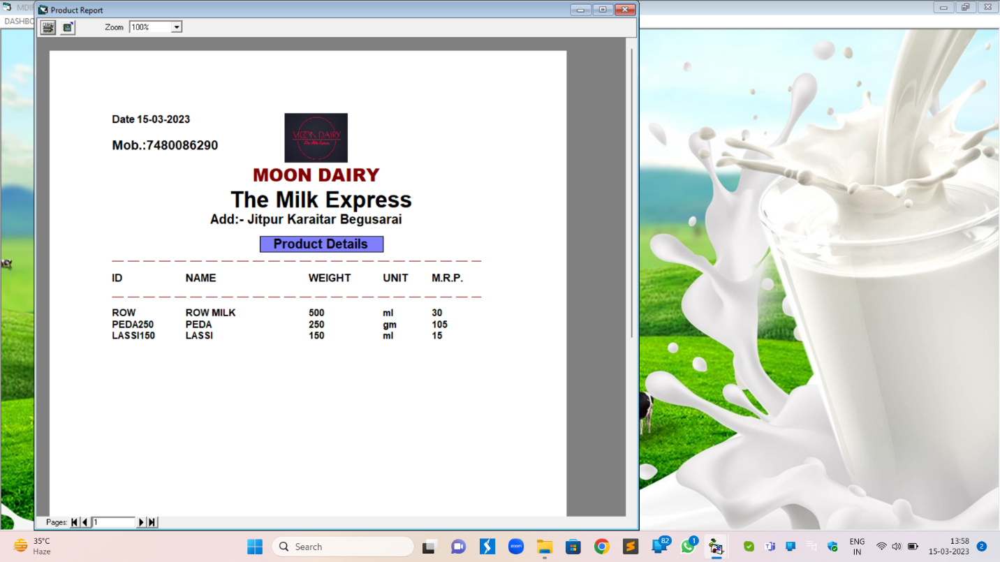 MDIF
Product Report
DASHBO
Zoom 100%
Date 15-03-2023
Mob.:7480086290
MOON DAIRY
The Milk Express
MOON DAIRY
The Milk Express
Add:- Jitpur Karaitar Begusarai
Product Details
ID NAME WEIGHT UNIT M.R.P.
ROW ROW MILK 500 ml 30
PEDA250 PEDA 250 gm 105
LASSI150 LASSI 150 ml 15
Pages: 1
35°C
Haze
Search
zoom
82
1
ENG
IN
13:58
15-03-2023
2